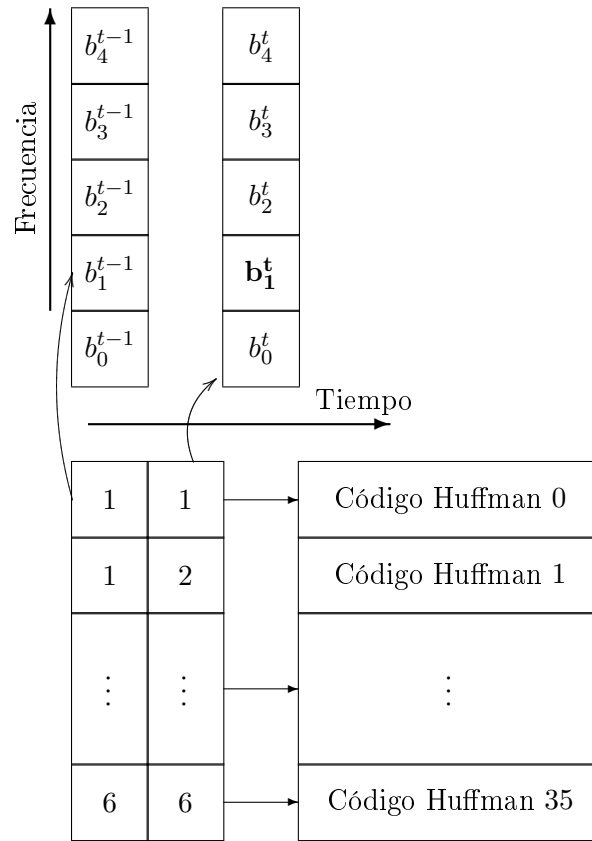 Frecuencia
b_4^{t-1} b_4^t
b_3^{t-1} b_3^t
b_2^{t-1} b_2^t
b_1^{t-1} b_1^t
b_0^{t-1} b_0^t
Tiempo
1 1 Código Huffman 0
1 2 Código Huffman 1
⋮ ⋮ ⋮
6 6 Código Huffman 35